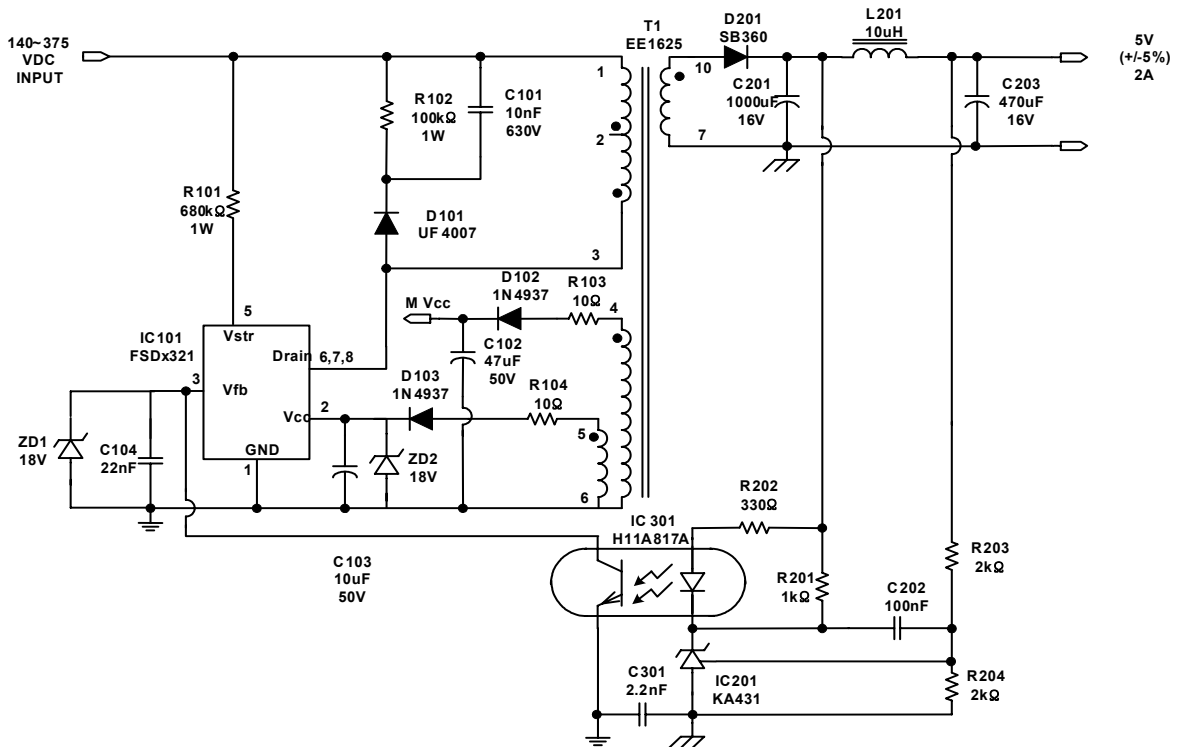 T1
EE1625
D201
SB360
L201
10uH
140~375
VDC
INPUT
5V
(+/-5%)
2A
1
10
R102
100kΩ
1W
C101
10nF
630V
C201
1000uF
16V
C203
470uF
16V
2
7
R101
680kΩ
1W
D101
UF 4007
3
D102
1N 4937
R103
10Ω
4
M Vcc
5
IC101
FSDx321
Vstr
Drain
6,7,8
C102
47uF
50V
3
Vfb
D103
1N 4937
R104
10Ω
Vcc
2
5
ZD1
18V
C104
22nF
GND
1
ZD2
18V
6
R202
330Ω
IC 301
H11A817A
C103
10uF
50V
R203
2kΩ
R201
1kΩ
C202
100nF
C301
2.2nF
IC201
KA431
R204
2kΩ